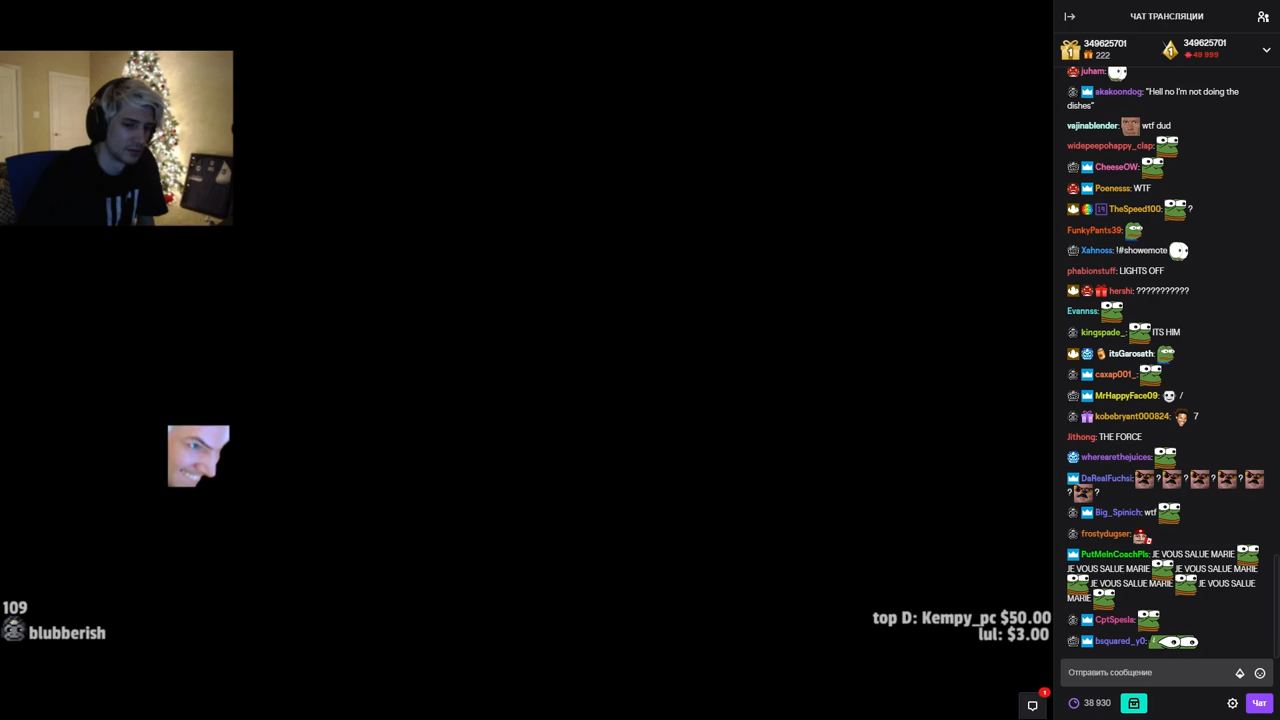 ЧАТ ТРАНСЛЯЦИИ
349625701
222
349625701
49 999
juham:
akakoondog: "Hell no I'm not doing the
dishes"
vajinablender: wtf dud
widepeepohappy_clap:
CheeseOW:
Poenesss: WTF
TheSpeed100: ?
FunkyPants39:
Xahnoss: !#showemote
phabionstuff: LIGHTS OFF
hershi: ???????????
Evannss:
kingspade_: ITS HIM
itsGarosath:
caxap001_:
MrHappyFace09: /
kobebryant000824: 7
Jithong: THE FORCE
wherearethejuices:
DaRealFuchsi: ? ? ? ?
? ?
Big_Spinich: wtf
frostydugser:
PutMeInCoachPls: JE VOUS SALUE MARIE
JE VOUS SALUE MARIE JE VOUS SALUE MARIE
JE VOUS SALUE MARIE JE VOUS SALUE
MARIE
CptSpesla:
bsquared_y0:
109
blubberish
top D: Kempy_pc $50.00
lul: $3.00
Отправить сообщение
1
38 930
Чат